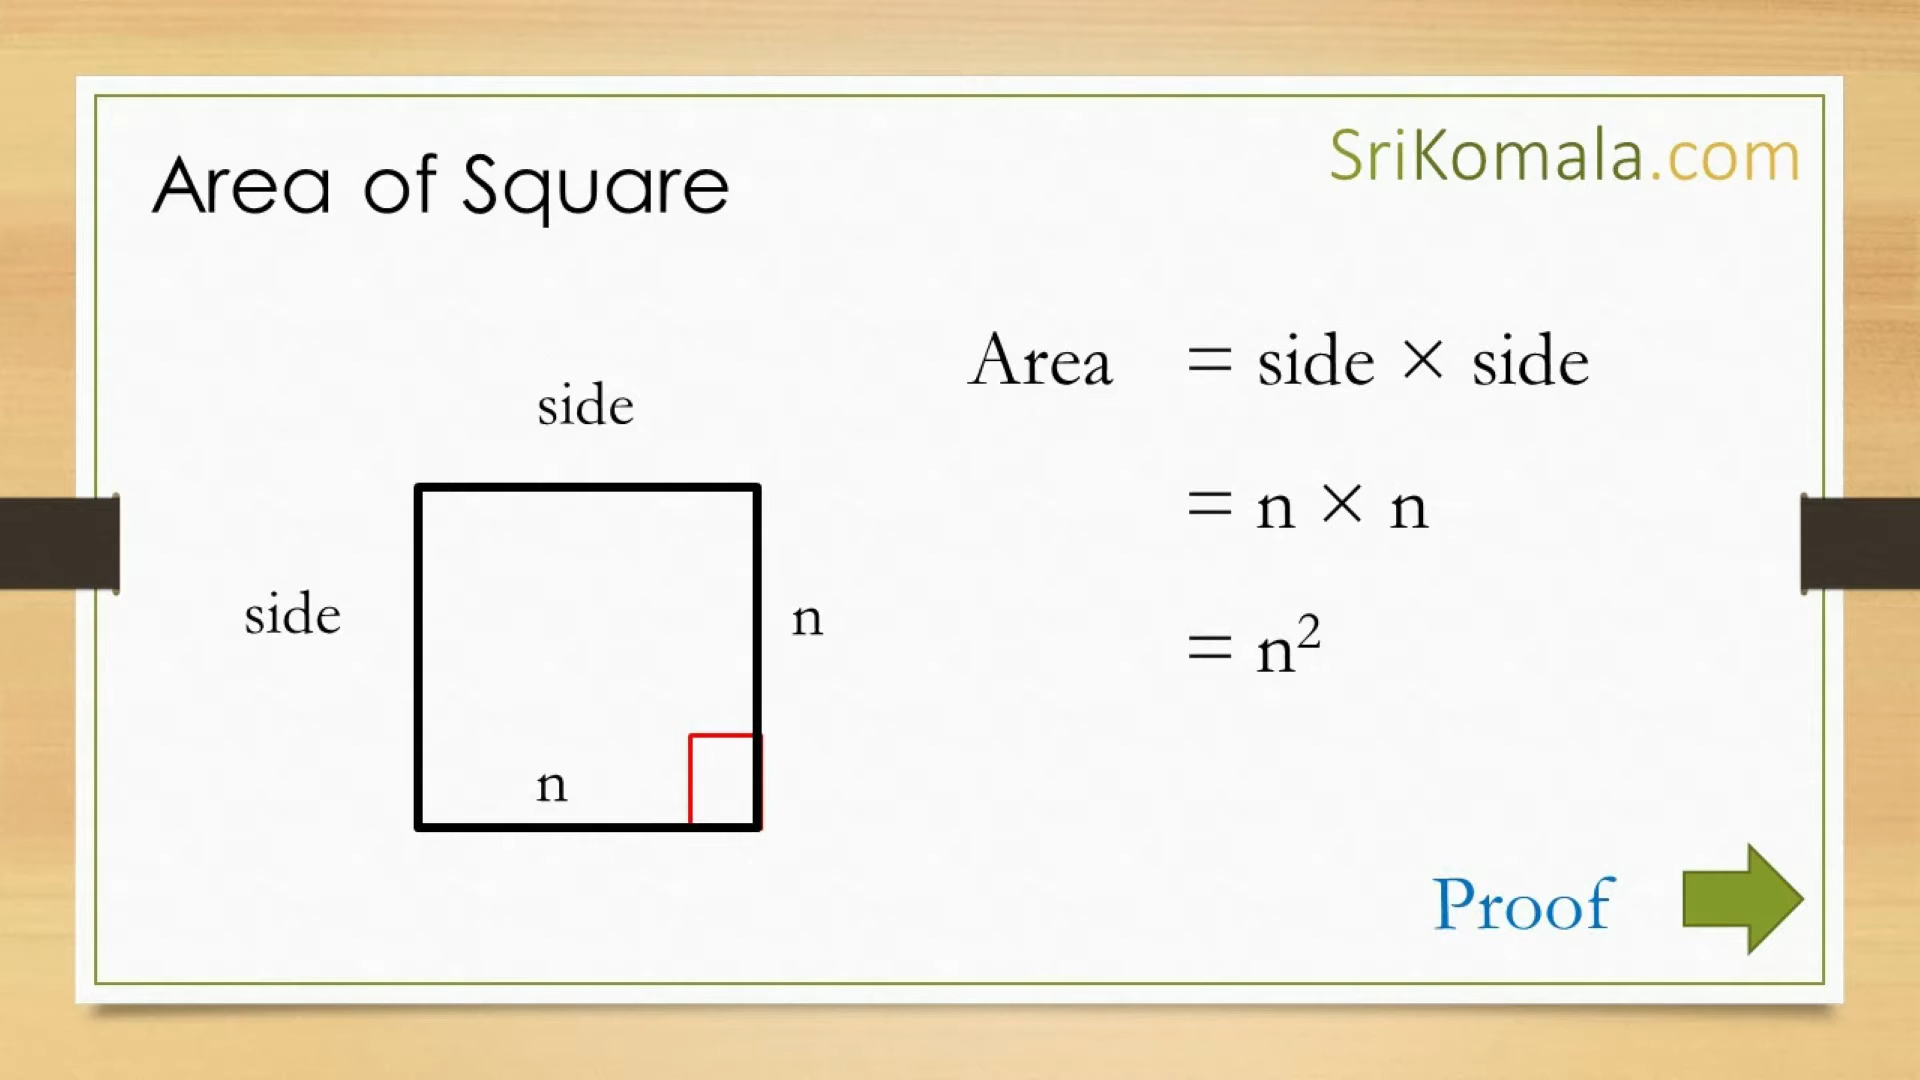 Area of Square
SriKomala.com
side
side
n
n
Area = side × side
= n × n
= n²
Proof